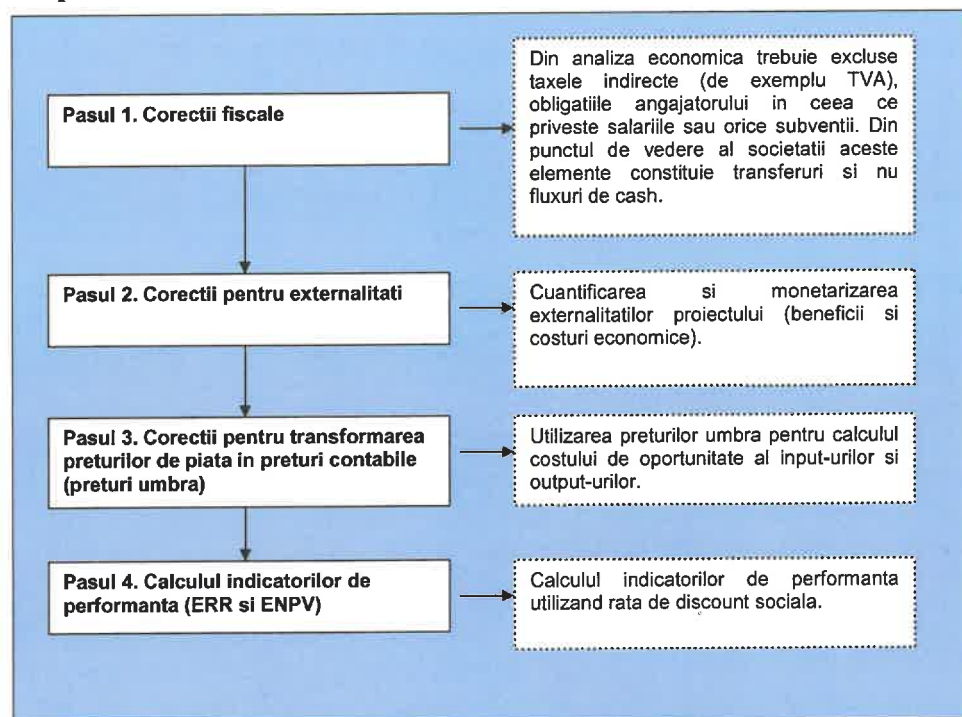 Pasul 1. Corectii fiscale
Din analiza economica trebuie excluse
taxele indirecte (de exemplu TVA),
obligatiile angajatorului in ceea ce
priveste salariile sau orice subventii. Din
punctul de vedere al societatii aceste
elemente constituie transferuri si nu
fluxuri de cash.
Pasul 2. Corectii pentru externalitati
Cuantificarea si monetarizarea
externalitatilor proiectului (beneficii si
costuri economice).
Pasul 3. Corectii pentru transformarea
preturilor de piata in preturi contabile
(preturi umbra)
Utilizarea preturilor umbra pentru calculul
costului de oportunitate al input-urilor si
output-urilor.
Pasul 4. Calculul indicatorilor de
performanta (ERR si ENPV)
Calculul indicatorilor de performanta
utilizand rata de discount sociala.